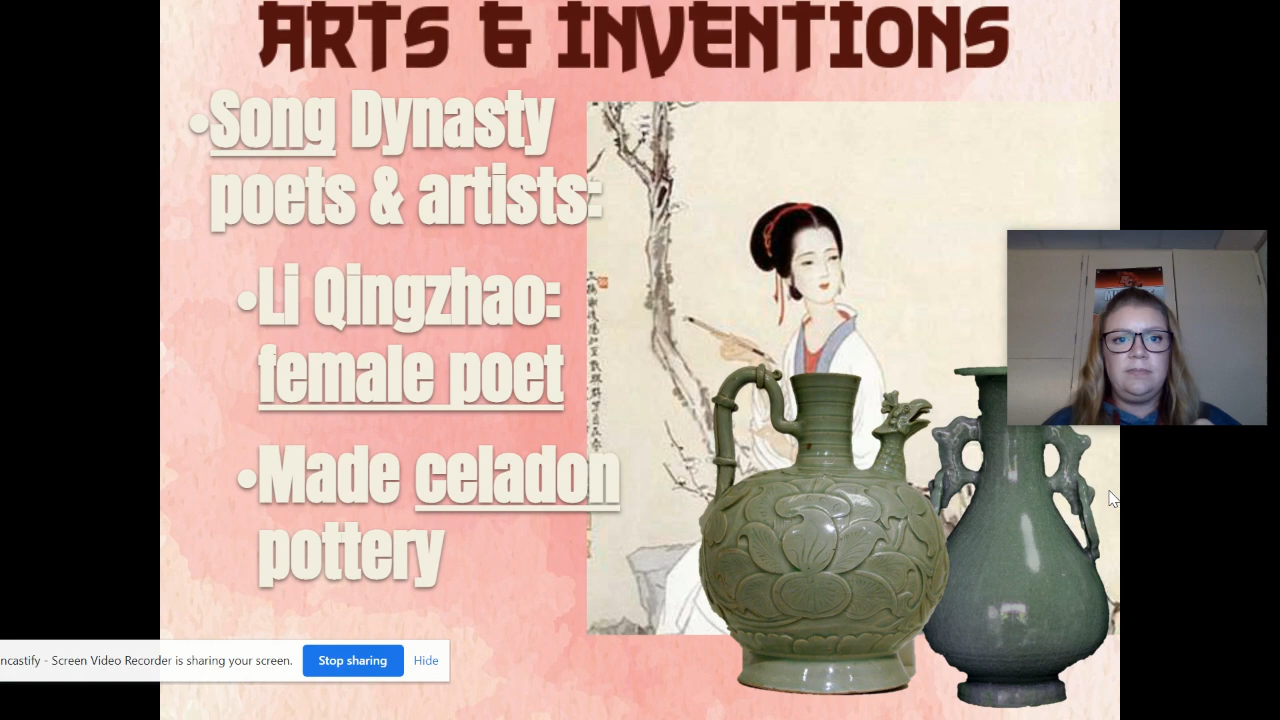 ARTS & INVENTIONS
•Song Dynasty
poets & artists:
•Li Qingzhao:
female poet
•Made celadon
pottery
ncastify - Screen Video Recorder is sharing your screen. Stop sharing Hide